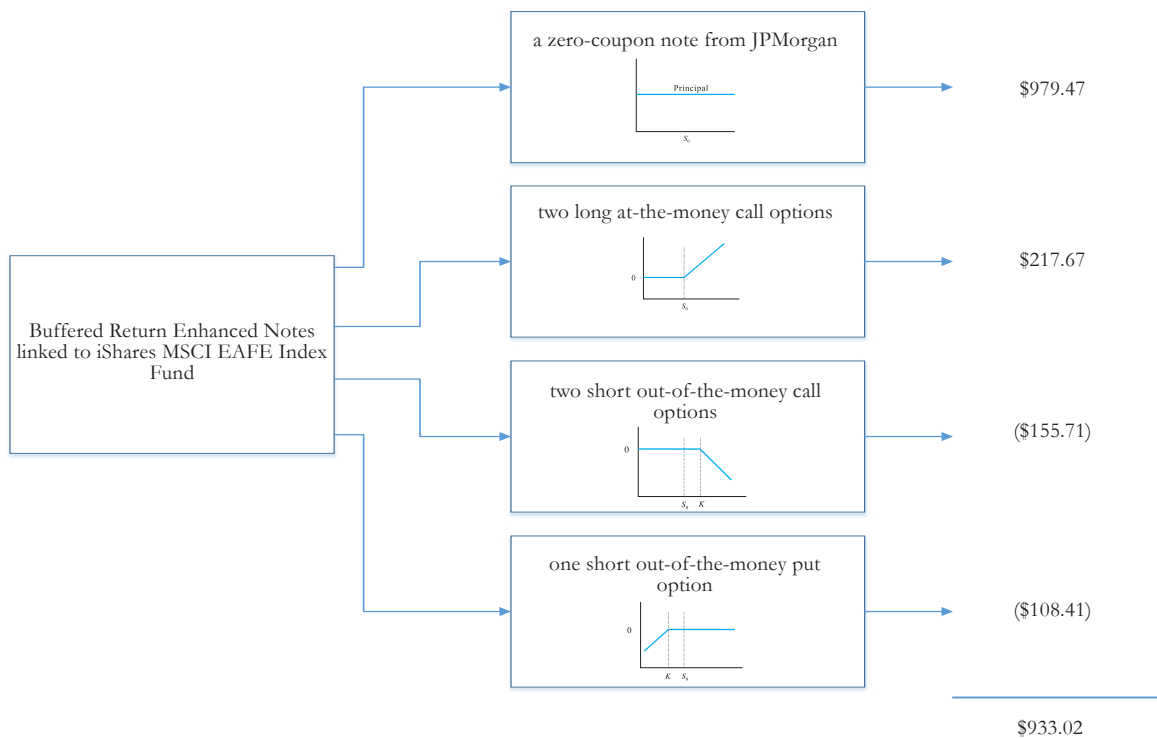 a zero-coupon note from JPMorgan
Principal
S₀
$979.47
two long at-the-money call options
0
S₀
$217.67
Buffered Return Enhanced Notes
linked to iShares MSCI EAFE Index
Fund
two short out-of-the-money call
options
0
S₀ K
($155.71)
one short out-of-the-money put
option
0
K S₀
($108.41)
$933.02